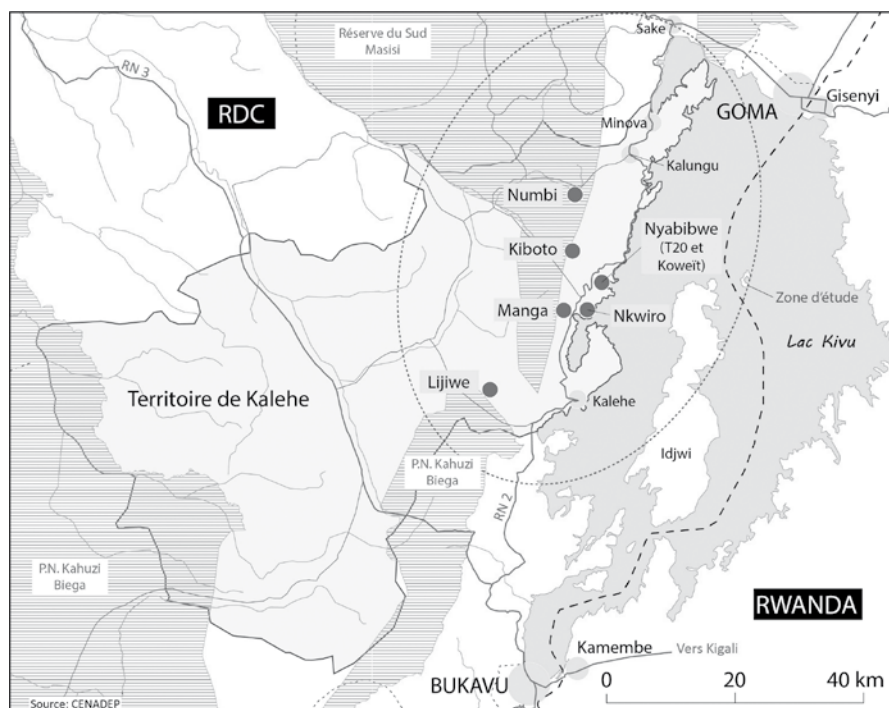 Sake
Réserve du Sud
Masisi
RN 3
RDC
GOMA
Gisenyi
Minova
Kalungu
Numbi
Nyabibwe
(T20 et
Koweït)
Kiboto
Zone d'étude
Manga
Nkwiro
Lac Kivu
Lijiwe
Territoire de Kalehe
Kalehe
Idjwi
P.N. Kahuzi
Biega
RN 2
P.N. Kahuzi
Biega
RWANDA
Kamembe
Vers Kigali
BUKAVU
0 20 40 km
Source: CENADEP